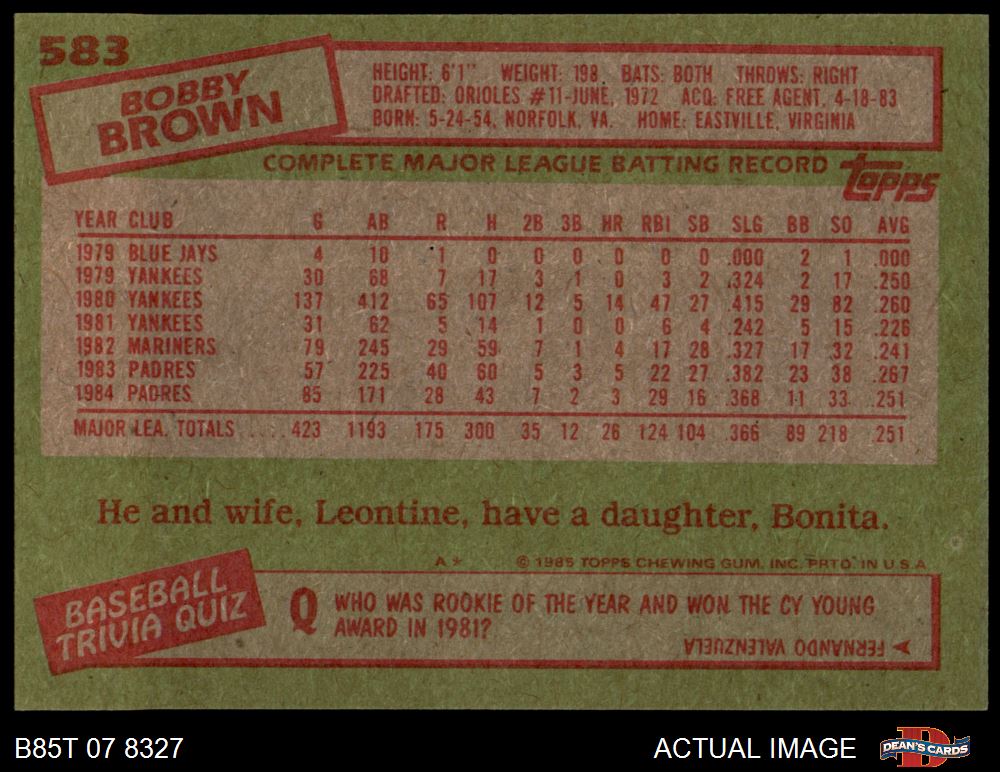 583
BOBBY
BROWN
HEIGHT: 6'1" WEIGHT: 198 BATS: BOTH THROWS: RIGHT
DRAFTED: ORIOLES #11-JUNE, 1972 ACQ: FREE AGENT, 4-18-83
BORN: 5-24-54, NORFOLK, VA. HOME: EASTVILLE, VIRGINIA
COMPLETE MAJOR LEAGUE BATTING RECORD topps
YEAR CLUB G AB R H 2B 3B HR RBI SB SLG BB SO AVG
1979 BLUE JAYS 4 10 1 0 0 0 0 0 0 .000 2 1 .000
1979 YANKEES 30 68 7 17 3 1 0 3 2 .324 2 17 .250
1980 YANKEES 137 412 65 107 12 5 14 47 27 .415 29 82 .260
1981 YANKEES 31 62 5 14 1 0 0 6 4 .242 5 15 .226
1982 MARINERS 79 245 29 59 7 1 4 17 28 .327 17 32 .241
1983 PADRES 57 225 40 60 5 3 5 22 27 .382 23 38 .267
1984 PADRES 85 171 28 43 7 2 3 29 16 .368 11 33 .251
MAJOR LEA. TOTALS .... 423 1193 175 300 35 12 26 124 104 .366 89 218 .251
He and wife, Leontine, have a daughter, Bonita.
A.* © 1985 TOPPS CHEWING GUM, INC. PRTD. IN U.S.A.
BASEBALL
TRIVIA QUIZ
Q WHO WAS ROOKIE OF THE YEAR AND WON THE CY YOUNG
AWARD IN 1981?
FERNANDO VALENZUELA
B85T 07 8327
ACTUAL IMAGE
D
DEAN'S CARDS